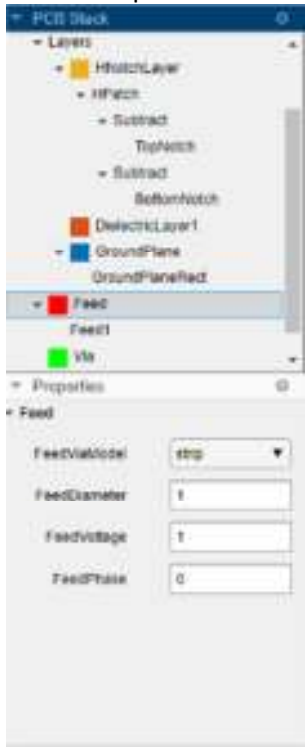 PCB Stack
Layers
HNotchLayer
HPatch
Subtract
TopNotch
Subtract
BottomNotch
DielectricLayer1
GroundPlane
GroundPlaneRect
Feed
Feed1
Via
Properties
Feed
FeedViaModel strip
FeedDiameter 1
FeedVoltage 1
FeedPhase 0